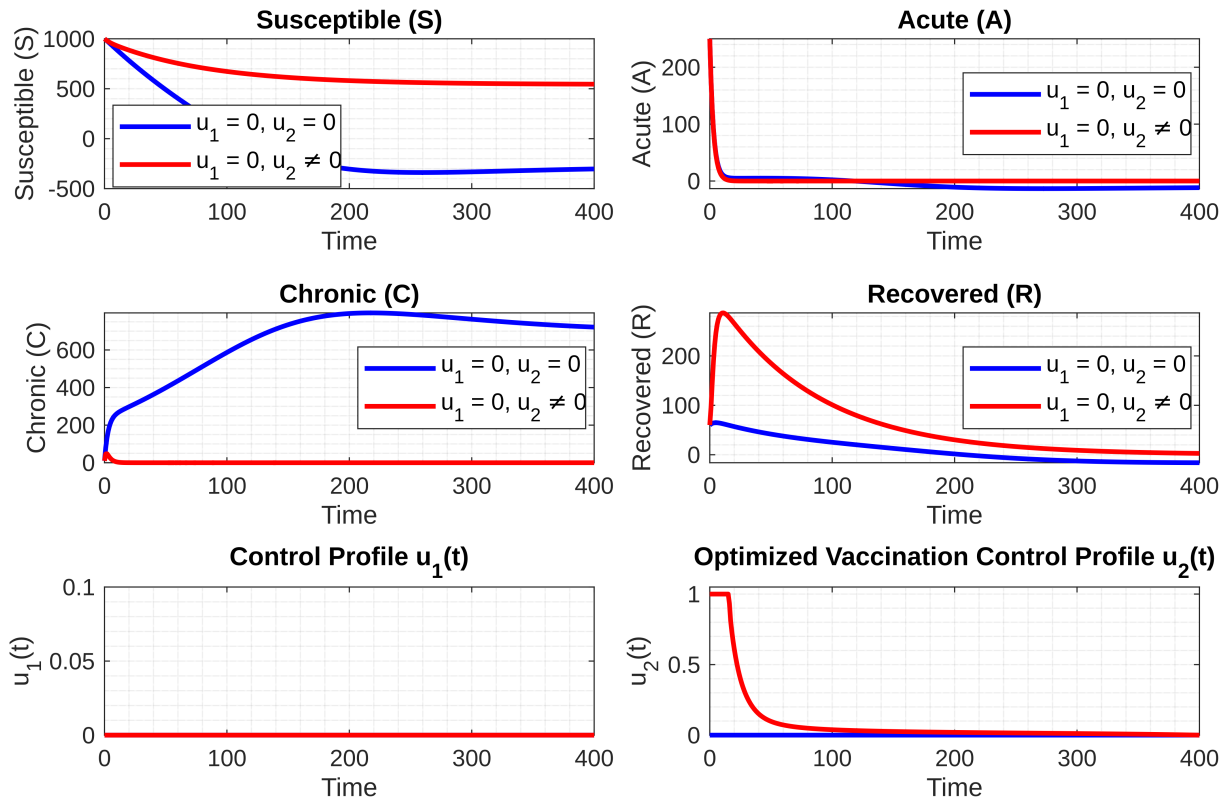 Susceptible (S)
Susceptible (S)
1000
500
0
-500
u1 = 0, u2 = 0
u1 = 0, u2 ≠ 0
0 100 200 300 400
Time
Acute (A)
Acute (A)
200
100
0
u1 = 0, u2 = 0
u1 = 0, u2 ≠ 0
0 100 200 300 400
Time
Chronic (C)
Chronic (C)
600
400
200
0
u1 = 0, u2 = 0
u1 = 0, u2 ≠ 0
0 100 200 300 400
Time
Recovered (R)
Recovered (R)
200
100
0
u1 = 0, u2 = 0
u1 = 0, u2 ≠ 0
0 100 200 300 400
Time
Control Profile u1(t)
u1(t)
0.1
0.05
0
0 100 200 300 400
Time
Optimized Vaccination Control Profile u2(t)
u2(t)
1
0.5
0
0 100 200 300 400
Time